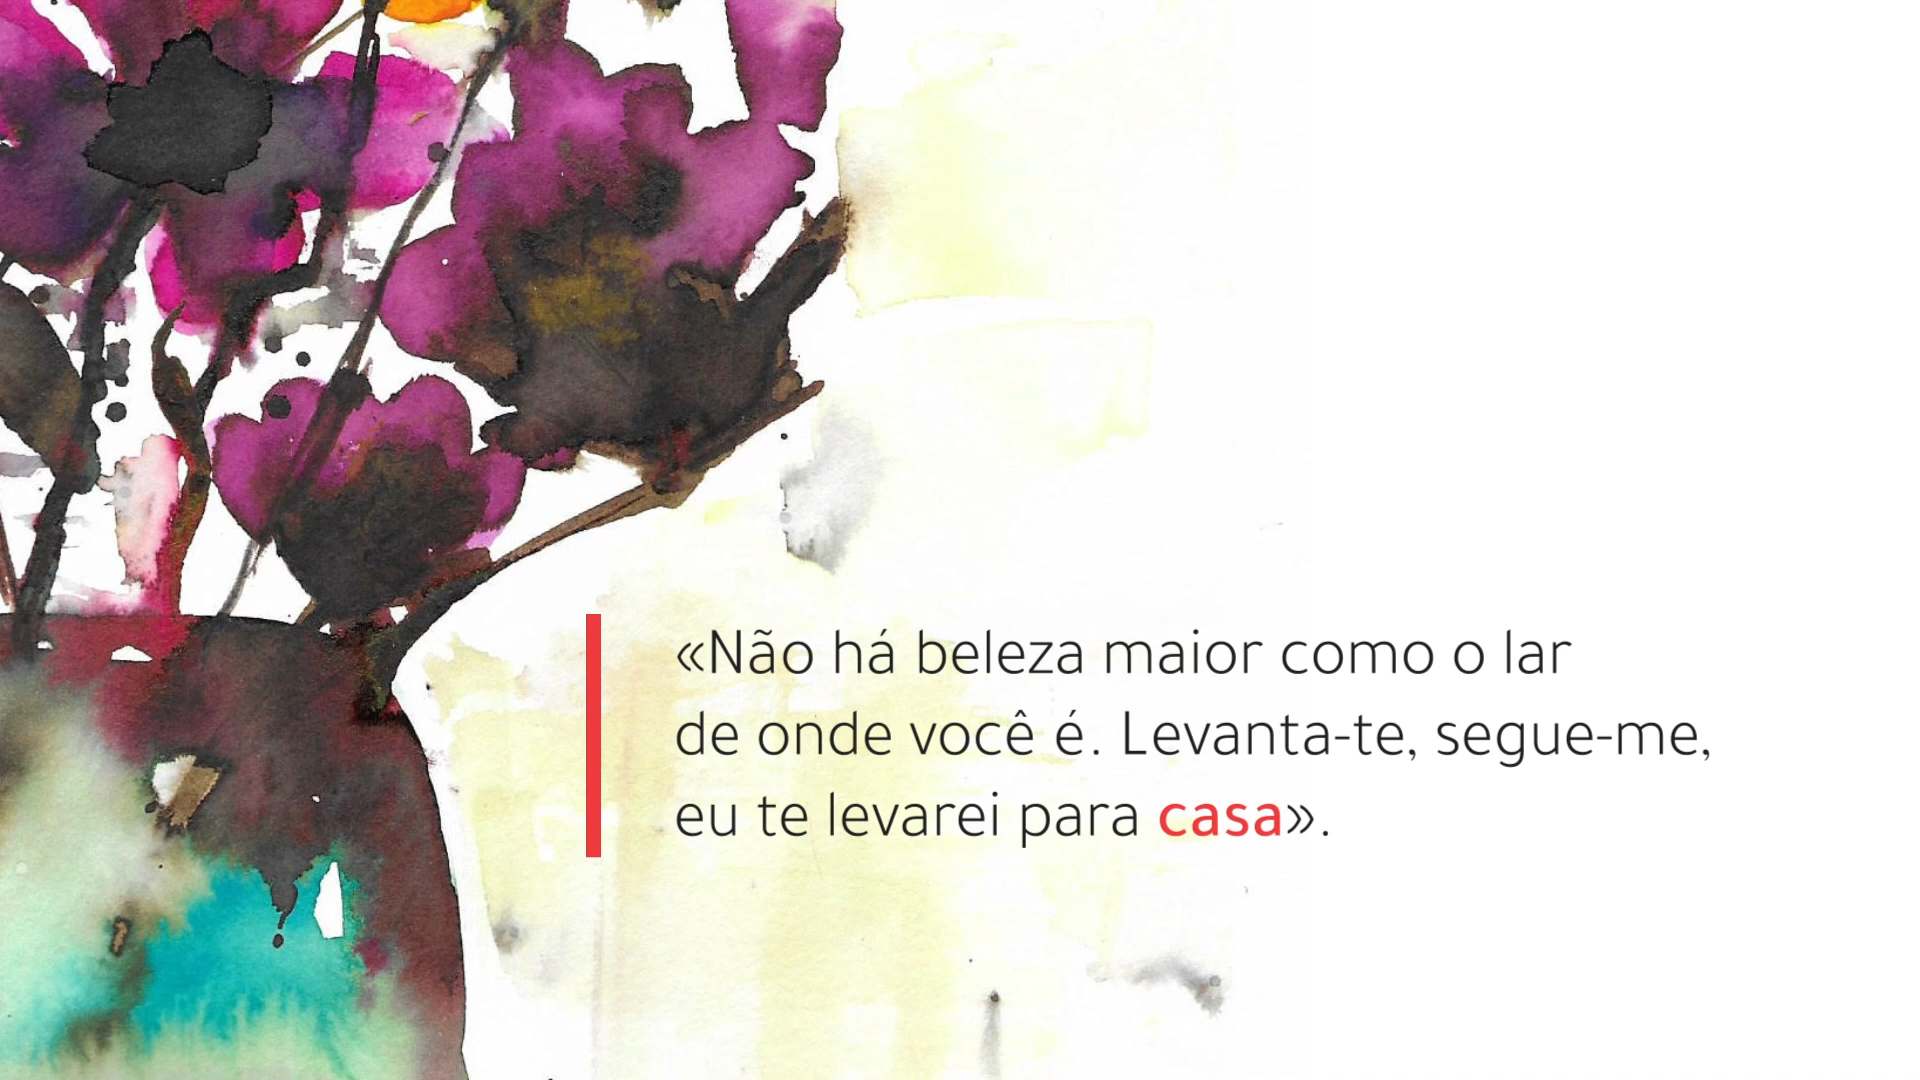 «Não há beleza maior como o lar
de onde você é. Levanta-te, segue-me,
eu te levarei para casa».